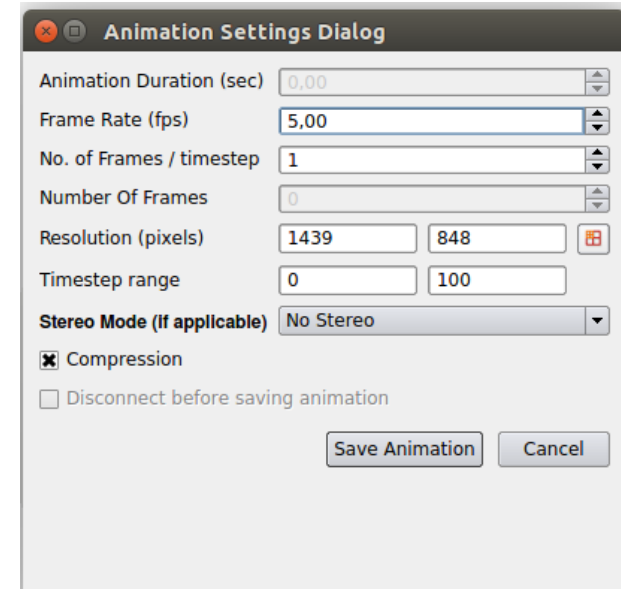 Animation Settings Dialog
Animation Duration (sec) 0,00
Frame Rate (fps) 5,00
No. of Frames / timestep 1
Number Of Frames 0
Resolution (pixels) 1439 848
Timestep range 0 100
Stereo Mode (if applicable) No Stereo
Compression
Disconnect before saving animation
Save Animation Cancel